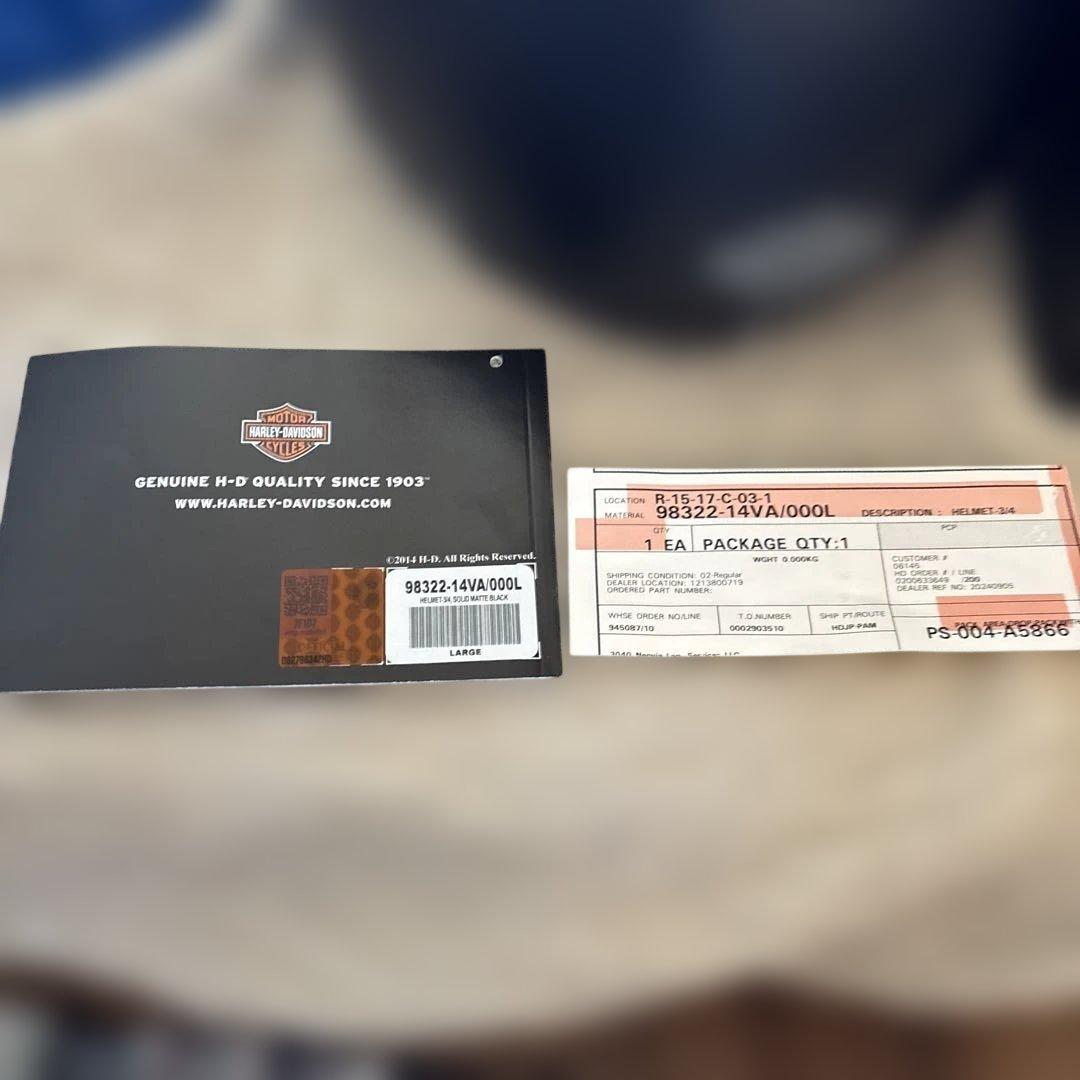 MOTOR
HARLEY-DAVIDSON
CYCLES
GENUINE H-D QUALITY SINCE 1903™
WWW.HARLEY-DAVIDSON.COM
©2014 H-D. All Rights Reserved.
98322-14VA/000L
HELMET-3/4, SOLID MATTE BLACK
LARGE
LOCATION R-15-17-C-03-1
MATERIAL 98322-14VA/000L DESCRIPTION : HELMET-3/4
QTY
1 EA PACKAGE QTY:1
PCP
WGHT 0.000KG
SHIPPING CONDITION: 02-Regular
DEALER LOCATION: 1213800719
ORDERED PART NUMBER:
CUSTOMER #
06145
HD ORDER # / LINE
0200633649 /200
DEALER REF NO: 20240905
WHSE ORDER NO/LINE
945087/10
T.O.NUMBER
0002903510
SHIP PT/ROUTE
HDJP-PAM
PS-004-A5866